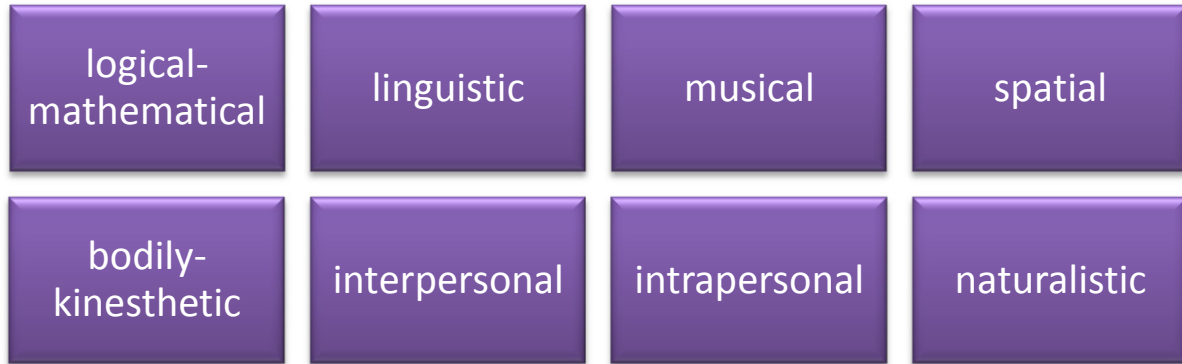 logical-
mathematical
linguistic
musical
spatial
bodily-
kinesthetic
interpersonal
intrapersonal
naturalistic